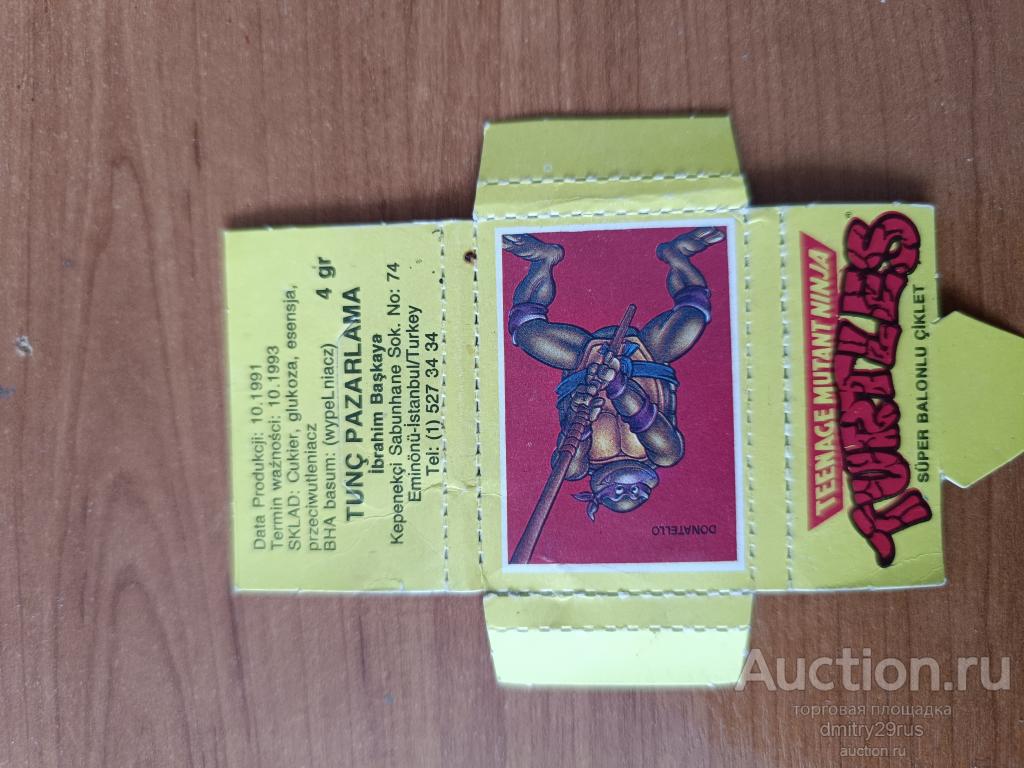 Data Produkcji: 10.1991
Termin ważności: 10.1993
SKLAD: Cukier, glukoza, esensja,
przeciwutleniacz
BHA basum: (wypeLniacz) 4 gr
TUNÇ PAZARLAMA
İbrahim Başkaya
Kepenekçi Sabunhane Sok. No: 74
Eminönü-İstanbul/Turkey
Tel: (1) 527 34 34
DONATELLO
TEENAGE MUTANT NINJA
TURTLES®
SÜPER BALONLU ÇİKLET
Auction.ru
торговая площадка
dmitry29rus
auction.ru